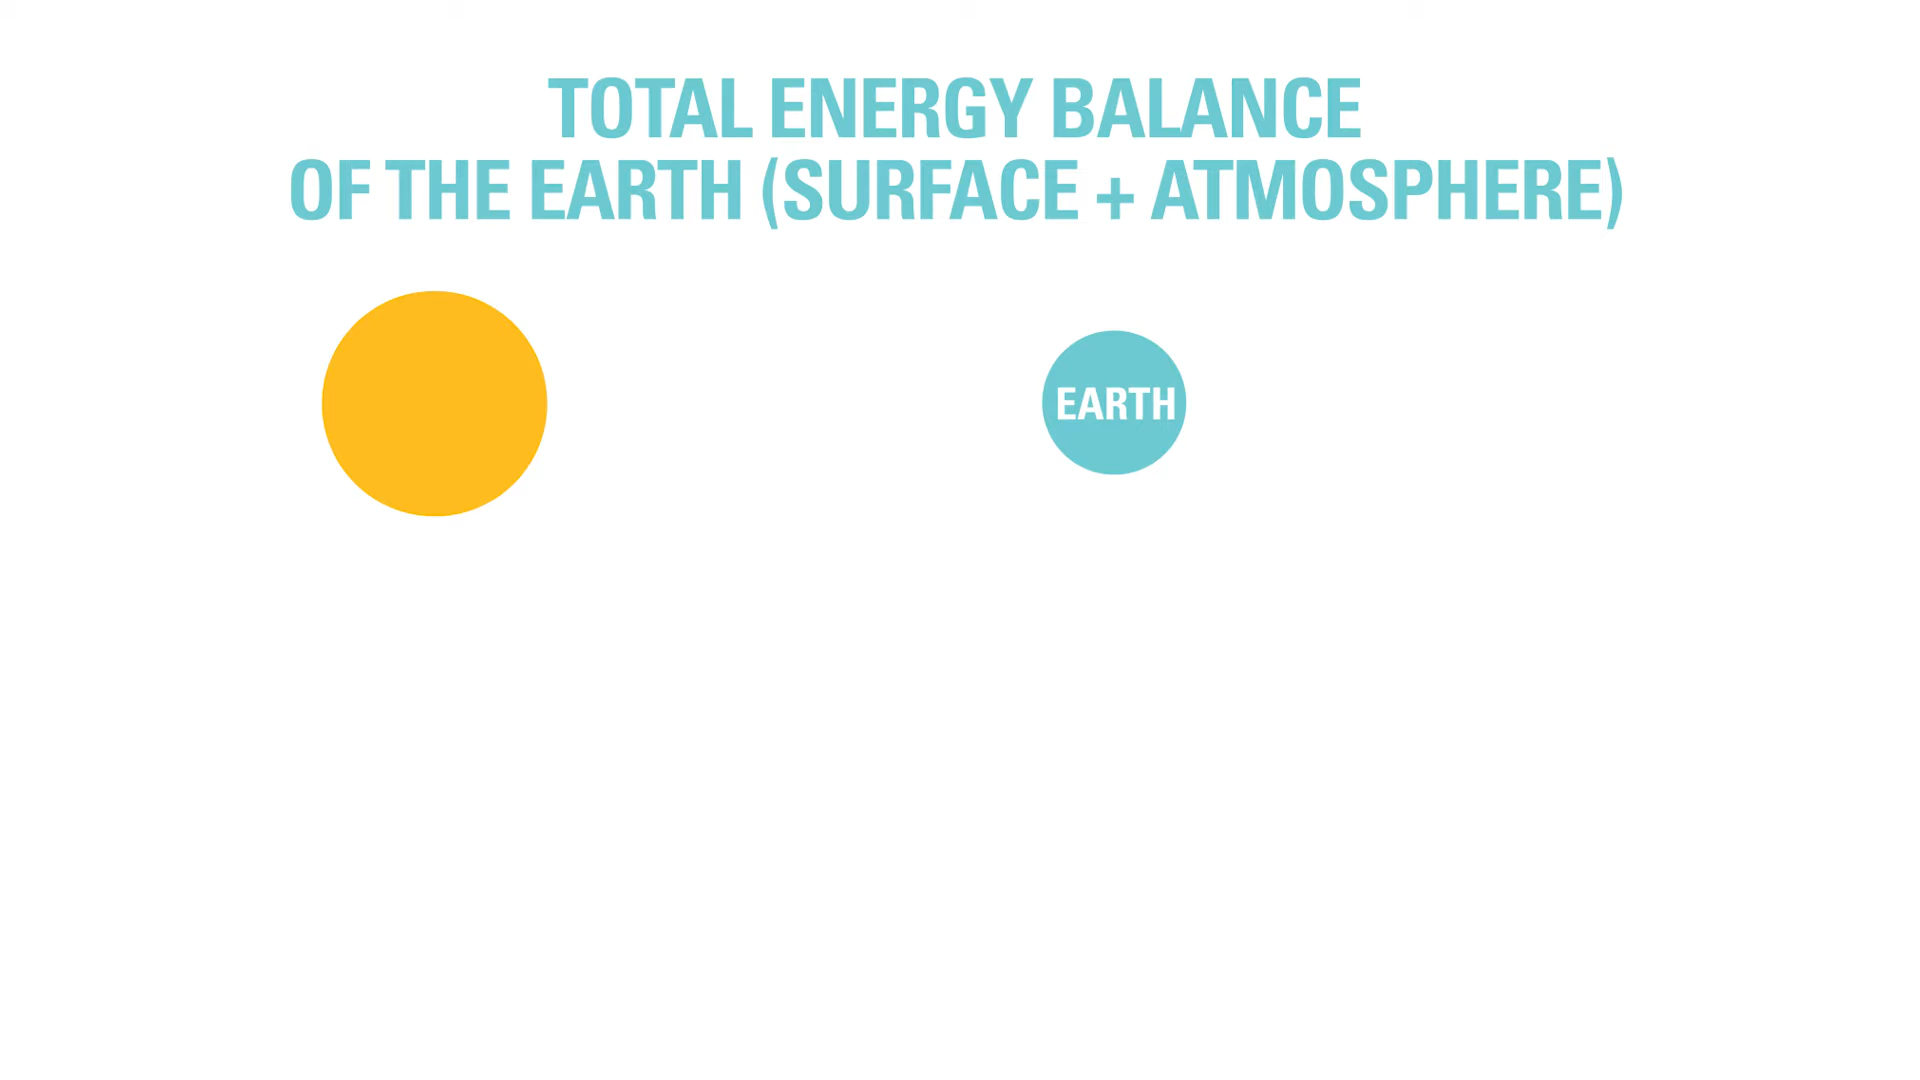 TOTAL ENERGY BALANCE
OF THE EARTH (SURFACE + ATMOSPHERE)
EARTH